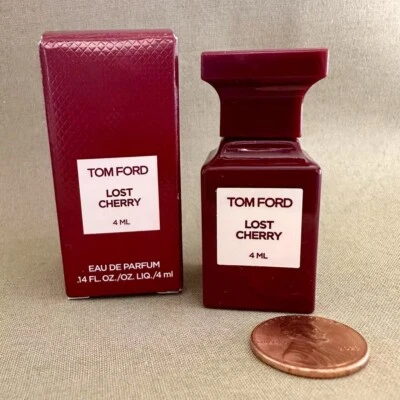 TOM FORD
LOST
CHERRY
4 ML
EAU DE PARFUM
.14 FL. OZ./OZ. LIQ./4 ml
TOM FORD
LOST
CHERRY
4 ML